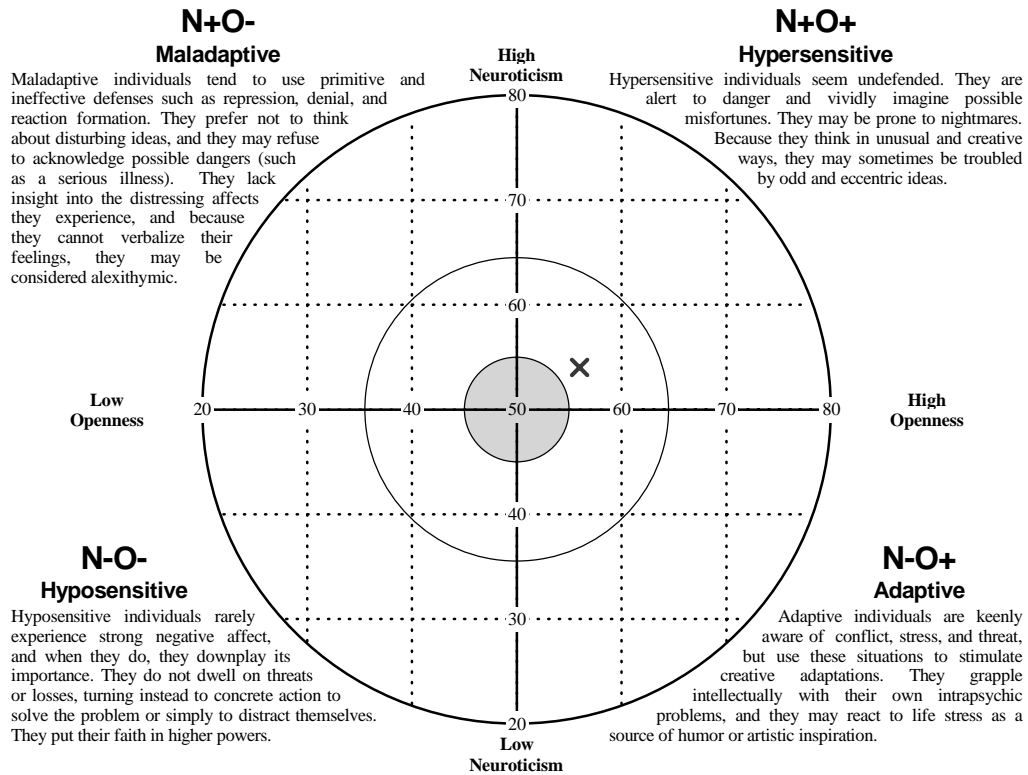 N+O-
Maladaptive
Maladaptive individuals tend to use primitive and
ineffective defenses such as repression, denial, and
reaction formation. They prefer not to think
about disturbing ideas, and they may refuse
to acknowledge possible dangers (such
as a serious illness). They lack
insight into the distressing affects
they experience, and because
they cannot verbalize their
feelings, they may be
considered alexithymic.
High
Neuroticism
N+O+
Hypersensitive
Hypersensitive individuals seem undefended. They are
alert to danger and vividly imagine possible
misfortunes. They may be prone to nightmares.
Because they think in unusual and creative
ways, they may sometimes be troubled
by odd and eccentric ideas.
80
70
60
Low
Openness
20 30 40 50 60 70 80
High
Openness
40
30
20
N-O-
Hyposensitive
Hyposensitive individuals rarely
experience strong negative affect,
and when they do, they downplay its
importance. They do not dwell on threats
or losses, turning instead to concrete action to
solve the problem or simply to distract themselves.
They put their faith in higher powers.
Low
Neuroticism
N-O+
Adaptive
Adaptive individuals are keenly
aware of conflict, stress, and threat,
but use these situations to stimulate
creative adaptations. They grapple
intellectually with their own intrapsychic
problems, and they may react to life stress as a
source of humor or artistic inspiration.